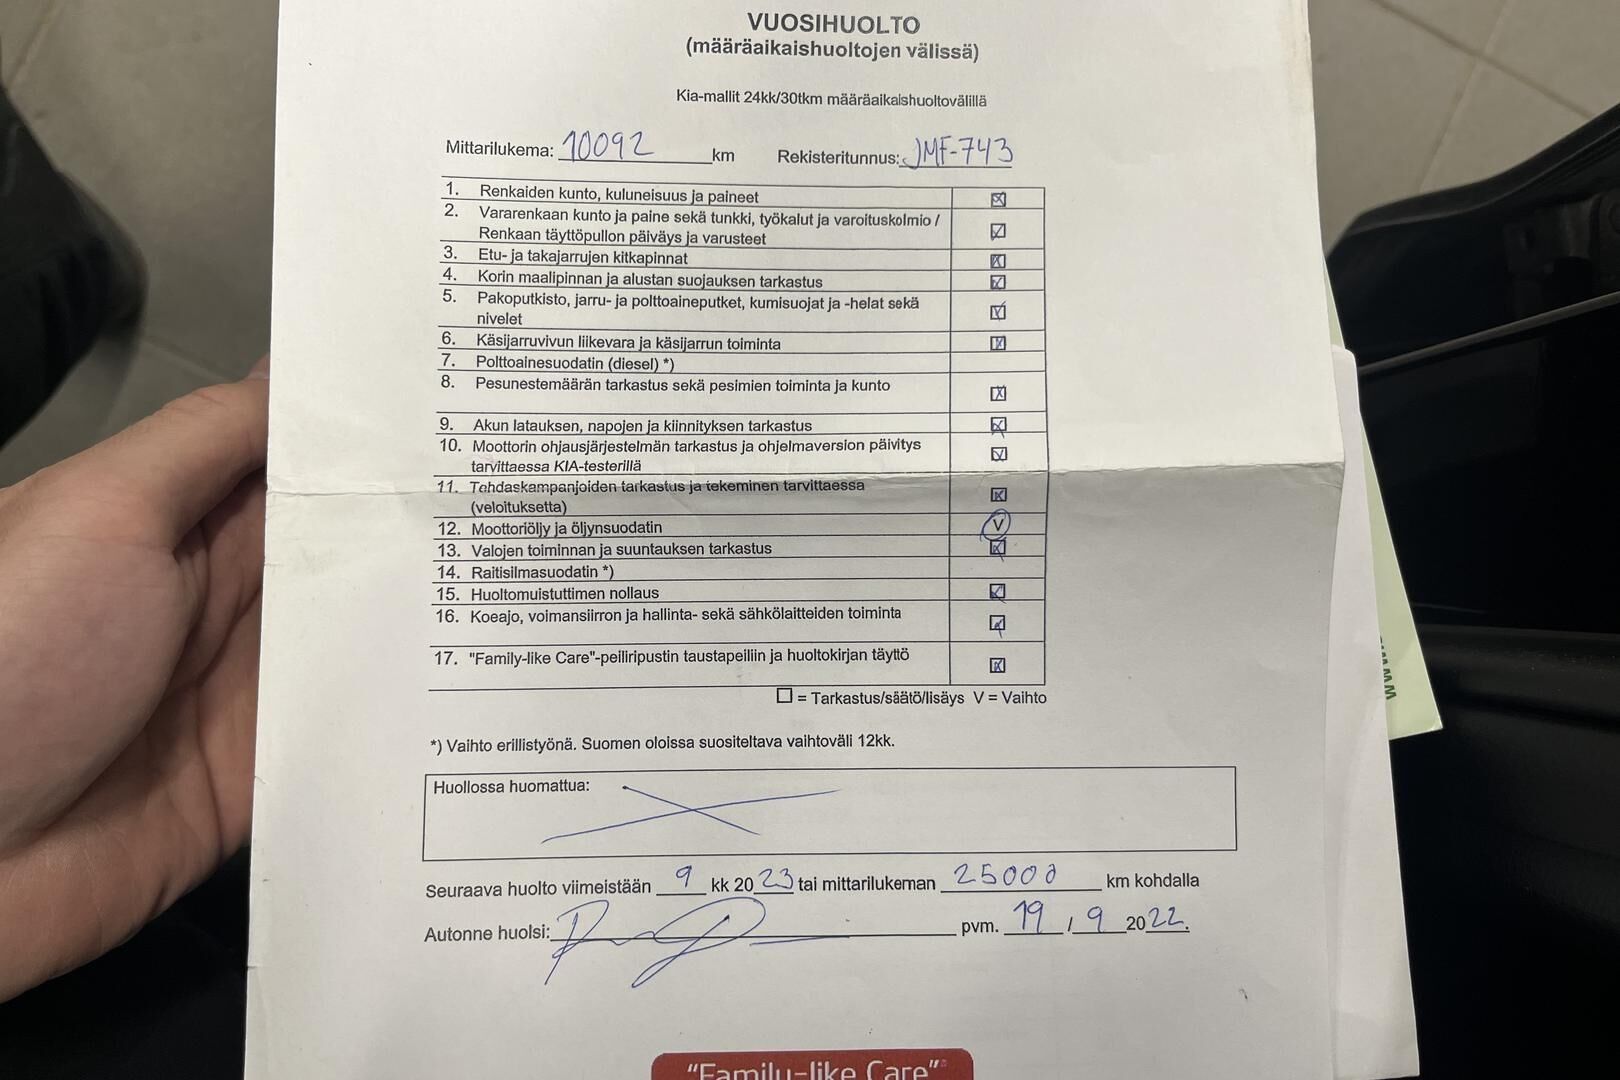 VUOSIHUOLTO
(määräaikaishuoltojen välissä)
Kia-mallit 24kk/30tkm määräaikaishuoltovälillä
Mittarilukema: 10092 km Rekisteritunnus: JMF-743
1. Renkaiden kunto, kuluneisuus ja paineet
2. Vararenkaan kunto ja paine sekä tunkki, työkalut ja varoituskolmio /
Renkaan täyttöpullon päiväys ja varusteet
3. Etu- ja takajarrujen kitkapinnat
4. Korin maalipinnan ja alustan suojauksen tarkastus
5. Pakoputkisto, jarru- ja polttoaineputket, kumisuojat ja -helat sekä
nivelet
6. Käsijarruvivun liikevara ja käsijarrun toiminta
7. Polttoainesuodatin (diesel) *)
8. Pesunestemäärän tarkastus sekä pesimien toiminta ja kunto
9. Akun latauksen, napojen ja kiinnityksen tarkastus
10. Moottorin ohjausjärjestelmän tarkastus ja ohjelmaversion päivitys
tarvittaessa KIA-testerillä
11. Tehdaskampanjoiden tarkastus ja tekeminen tarvittaessa
(veloituksetta)
12. Moottoriöljy ja öljynsuodatin V
13. Valojen toiminnan ja suuntauksen tarkastus
14. Raitisilmasuodatin *)
15. Huoltomuistuttimen nollaus
16. Koeajo, voimansiirron ja hallinta- sekä sähkölaitteiden toiminta
17. "Family-like Care"-peiliripustin taustapeiliin ja huoltokirjan täyttö
☐ = Tarkastus/säätö/lisäys V = Vaihto
*) Vaihto erillistyönä. Suomen oloissa suositeltava vaihtoväli 12kk.
Huollossa huomattua:
Seuraava huolto viimeistään 9 kk 2023 tai mittarilukeman 25000 km kohdalla
Autonne huolsi: pvm. 19 / 9 2022.
"Family-like Care"